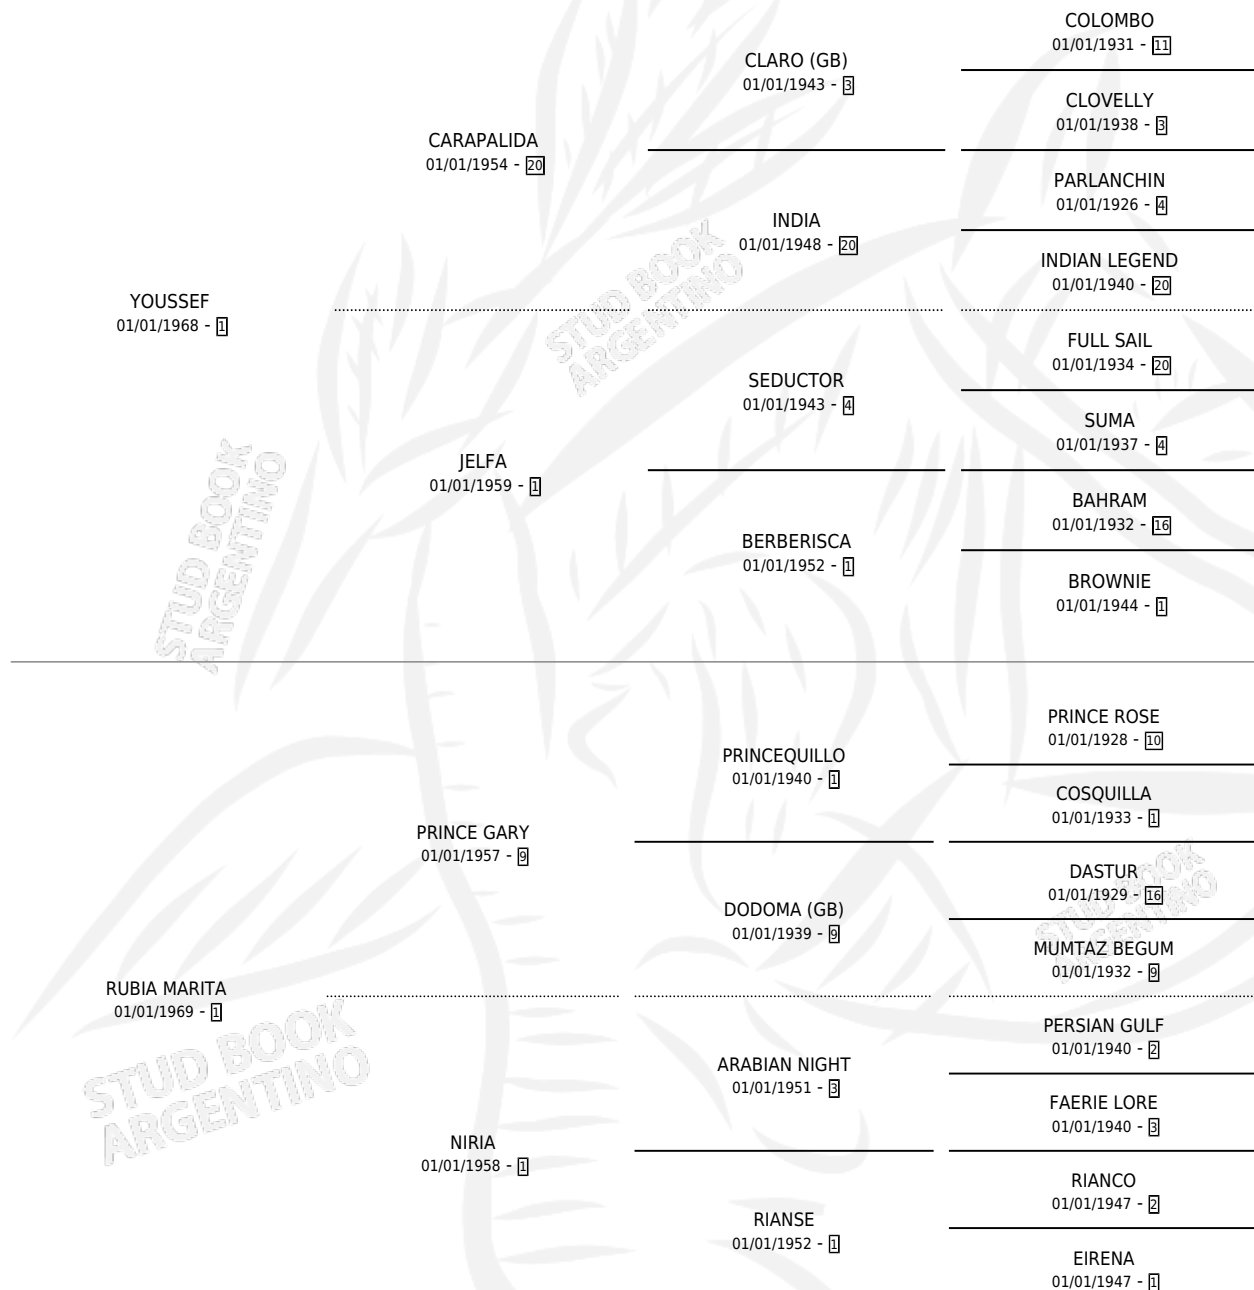 COLOMBO
01/01/1931 - 11
CLARO (GB)
01/01/1943 - 3
CLOVELLY
01/01/1938 - 3
CARAPALIDA
01/01/1954 - 20
PARLANCHIN
01/01/1926 - 4
INDIA
01/01/1948 - 20
INDIAN LEGEND
01/01/1940 - 20
YOUSSEF
01/01/1968 - 1
FULL SAIL
01/01/1934 - 20
SEDUCTOR
01/01/1943 - 4
SUMA
01/01/1937 - 4
JELFA
01/01/1959 - 1
BAHRAM
01/01/1932 - 16
BERBERISCA
01/01/1952 - 1
BROWNIE
01/01/1944 - 1
PRINCE ROSE
01/01/1928 - 10
PRINCEQUILLO
01/01/1940 - 1
COSQUILLA
01/01/1933 - 1
PRINCE GARY
01/01/1957 - 9
DASTUR
01/01/1929 - 16
DODOMA (GB)
01/01/1939 - 9
MUMTAZ BEGUM
01/01/1932 - 9
RUBIA MARITA
01/01/1969 - 1
PERSIAN GULF
01/01/1940 - 2
ARABIAN NIGHT
01/01/1951 - 3
FAERIE LORE
01/01/1940 - 3
NIRIA
01/01/1958 - 1
RIANCO
01/01/1947 - 2
RIANSE
01/01/1952 - 1
EIRENA
01/01/1947 - 1
STUD BOOK
ARGENTINO
STUD BOOK
ARGENTINO
STUD BOOK
ARGENTINO
STUD BOOK
ARGENTINO